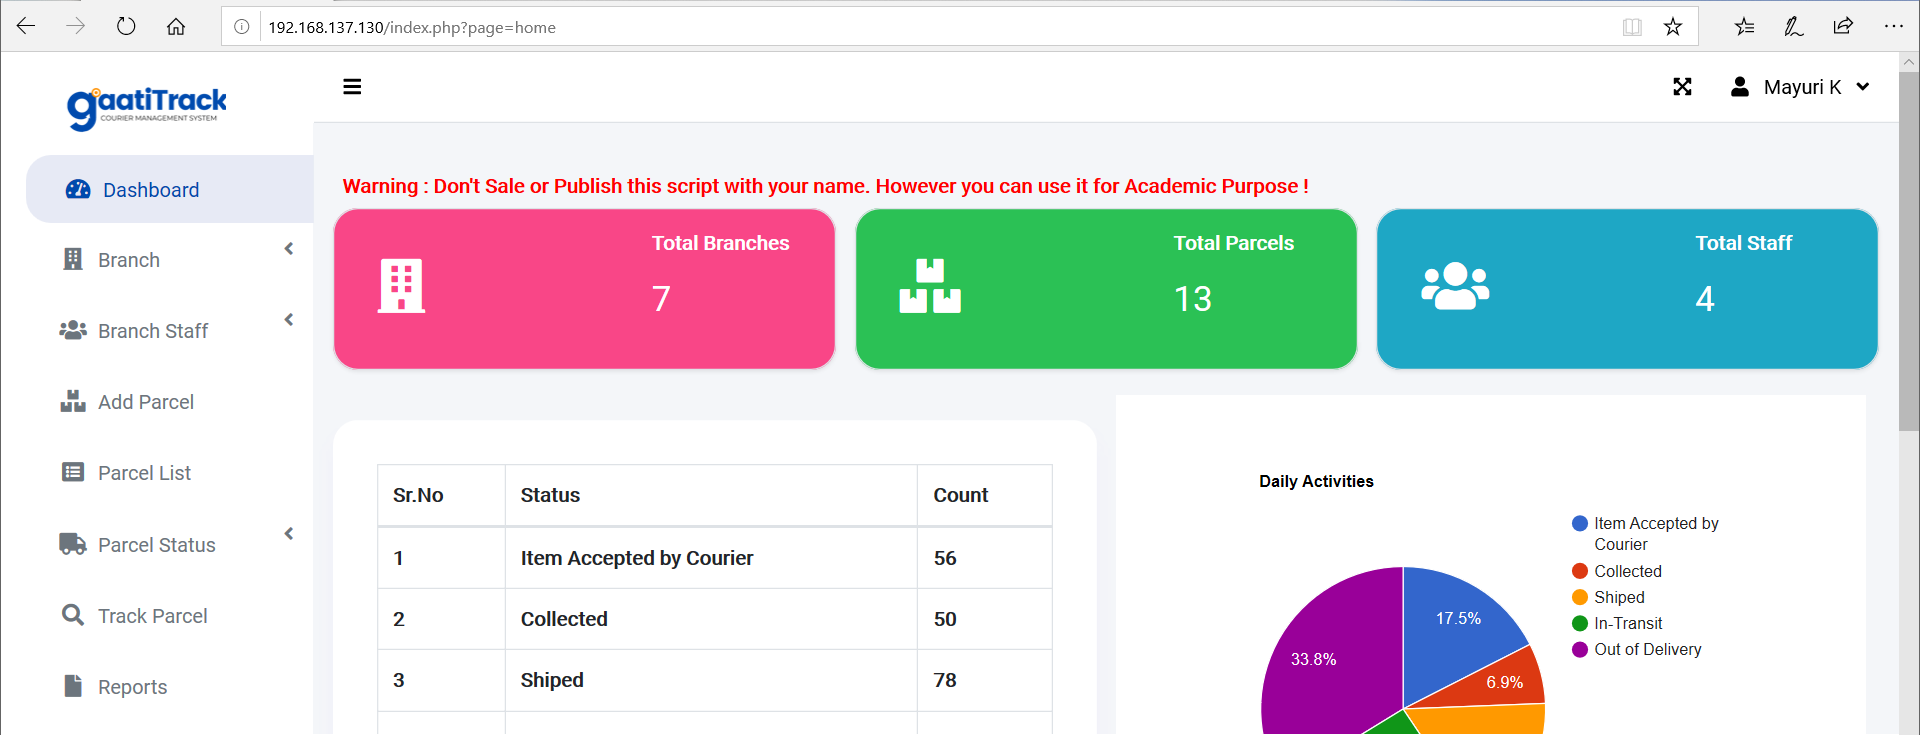 192.168.137.130/index.php?page=home
gaatiTrack
COURIER MANAGEMENT SYSTEM
Mayuri K
Dashboard
Branch
Branch Staff
Add Parcel
Parcel List
Parcel Status
Track Parcel
Reports
Warning : Don't Sale or Publish this script with your name. However you can use it for Academic Purpose !
Total Branches
7
Total Parcels
13
Total Staff
4
Sr.No Status Count
1 Item Accepted by Courier 56
2 Collected 50
3 Shiped 78
Daily Activities
Item Accepted by
Courier
Collected
Shiped
In-Transit
Out of Delivery
17.5%
33.8%
6.9%